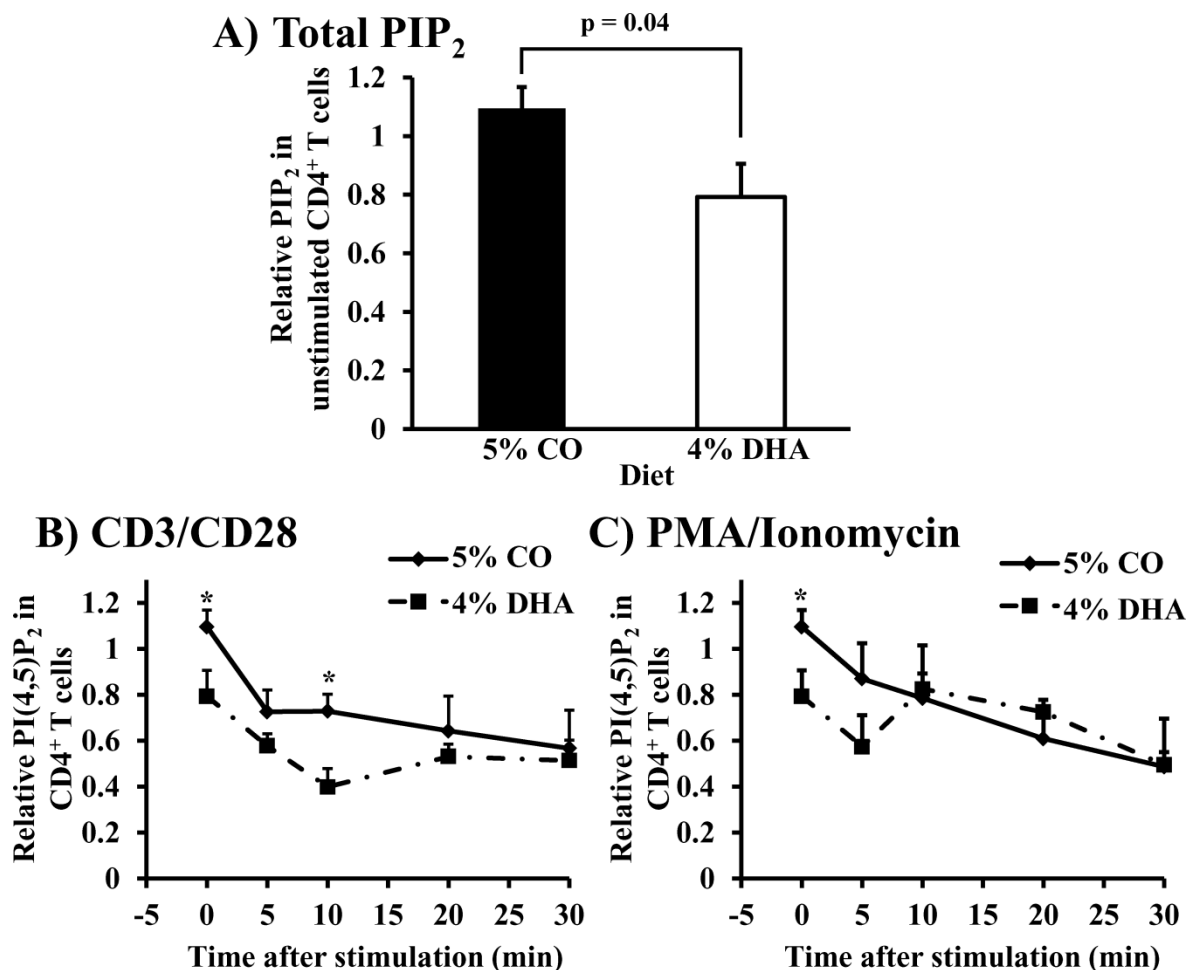 A) Total PIP₂
p = 0.04
Relative PIP₂ in
unstimulated CD4⁺ T cells
1.2
1
0.8
0.6
0.4
0.2
0
5% CO
4% DHA
Diet
B) CD3/CD28
5% CO
4% DHA
Relative PI(4,5)P₂ in
CD4⁺ T cells
1.2
1
0.8
0.6
0.4
0.2
0
*
*
-5
0
5
10
20
30
Time after stimulation (min)
C) PMA/Ionomycin
5% CO
4% DHA
Relative PI(4,5)P₂ in
CD4⁺ T cells
1.2
1
0.8
0.6
0.4
0.2
0
*
-5
0
5
10
20
30
Time after stimulation (min)